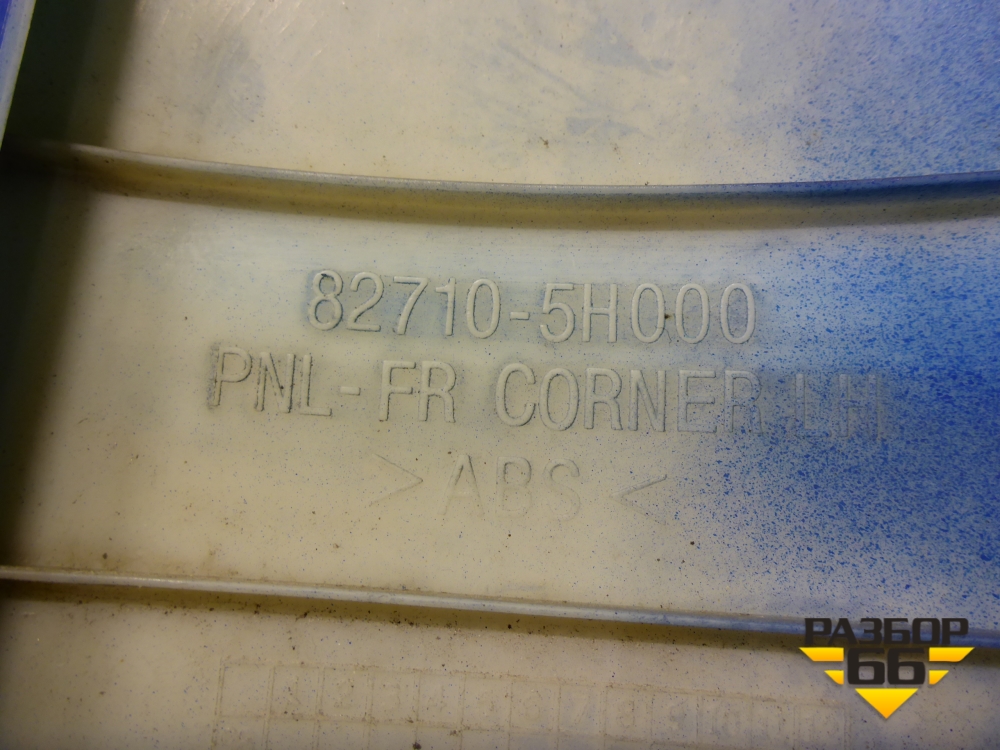 82710-5H000
PNL-FR CORNER LH
> ABS <
РАЗБОР
66